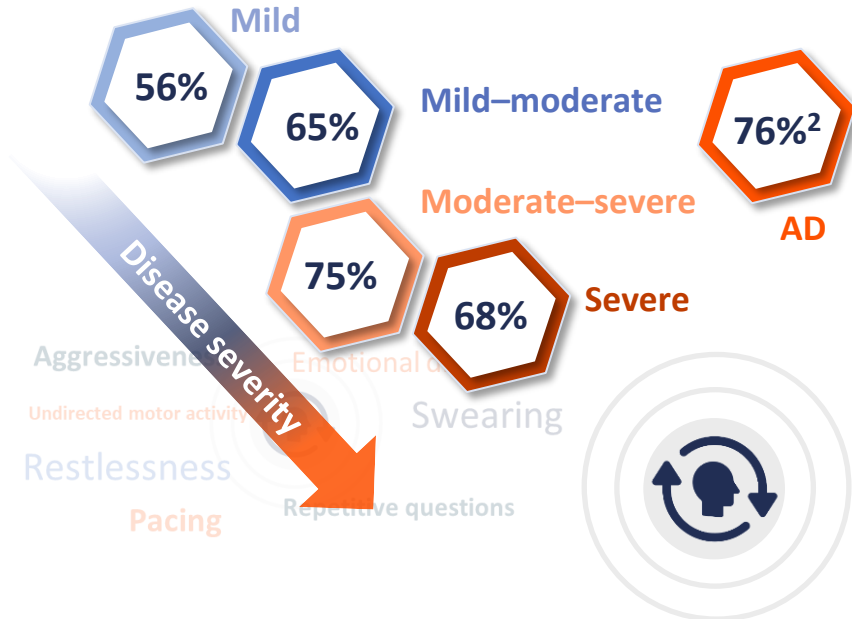 Mild
56%
65%
Mild–moderate
76%²
AD
Moderate–severe
75%
68%
Severe
Disease severity
Emotional
Undirected motor activity
Swearing
Restlessness
Repetitive questions
Pacing